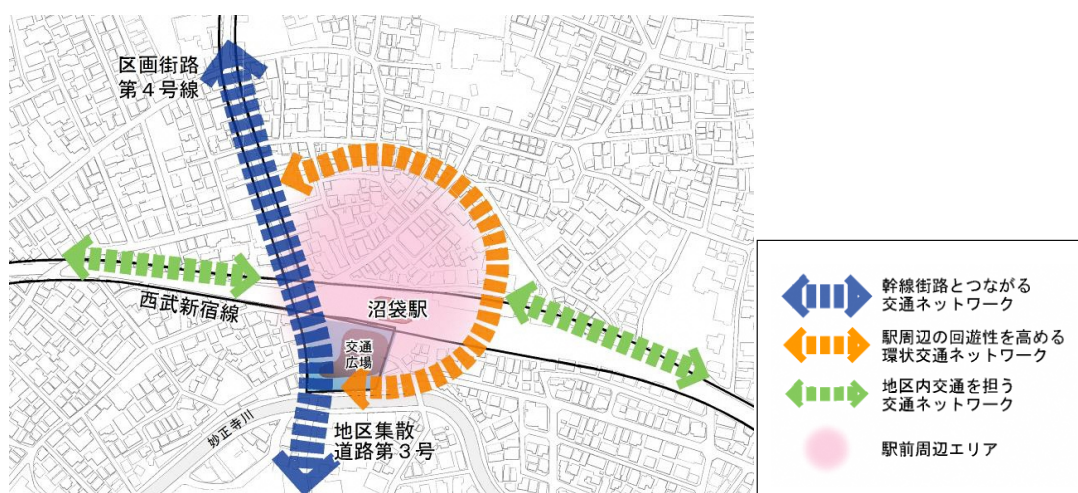 区画街路
第４号線
西武新宿線
沼袋駅
交通
広場
妙正寺川
地区集散
道路第３号
幹線街路とつながる
交通ネットワーク
駅周辺の回遊性を高める
環状交通ネットワーク
地区内交通を担う
交通ネットワーク
駅前周辺エリア